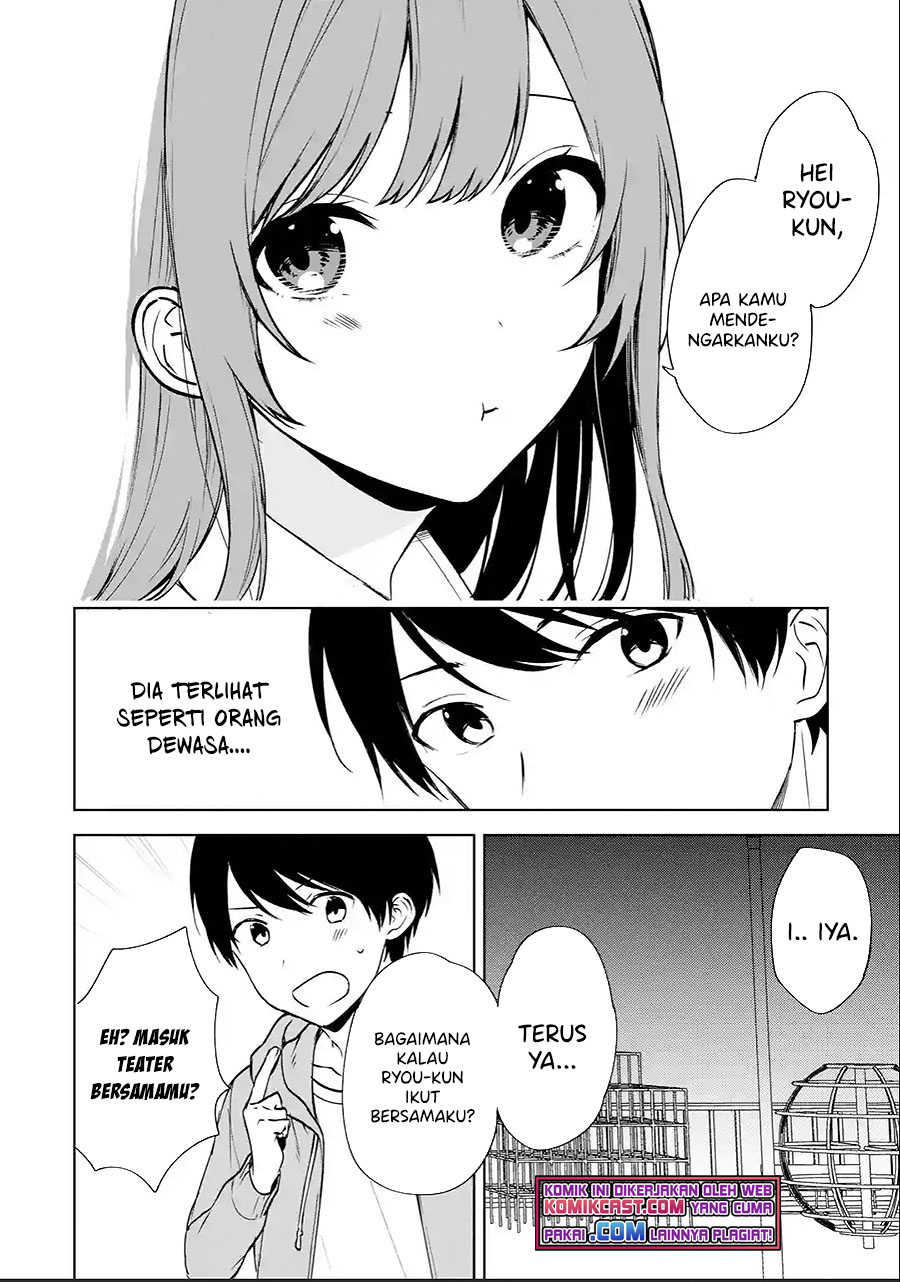 HEI
RYOU-
KUN,
APA KAMU
MENDE-
NGARKANKU?
DIA TERLIHAT
SEPERTI ORANG
DEWASA....
I.. IYA.
TERUS
YA...
BAGAIMANA
KALAU
RYOU-KUN
IKUT
BERSAMAKU?
EH? MASUK
TEATER
BERSAMAMU?
KOMIK INI DIKERJAKAN OLEH WEB
KOMIKCAST.COM YANG CUMA
PAKAI .COM LAINNYA PLAGIAT!